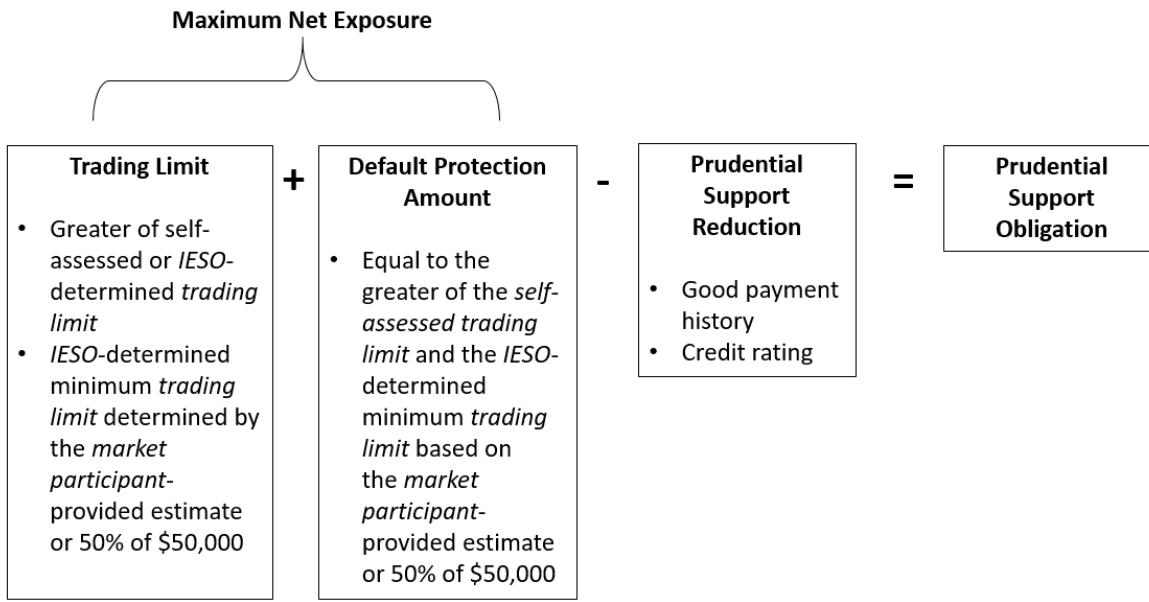 Maximum Net Exposure
Trading Limit
• Greater of self-
assessed or IESO-
determined trading
limit
• IESO-determined
minimum trading
limit determined by
the market
participant-
provided estimate
or 50% of $50,000
+
Default Protection
Amount
• Equal to the
greater of the self-
assessed trading
limit and the IESO-
determined
minimum trading
limit based on
the market
participant-
provided estimate
or 50% of $50,000
-
Prudential
Support
Reduction
• Good payment
history
• Credit rating
=
Prudential
Support
Obligation